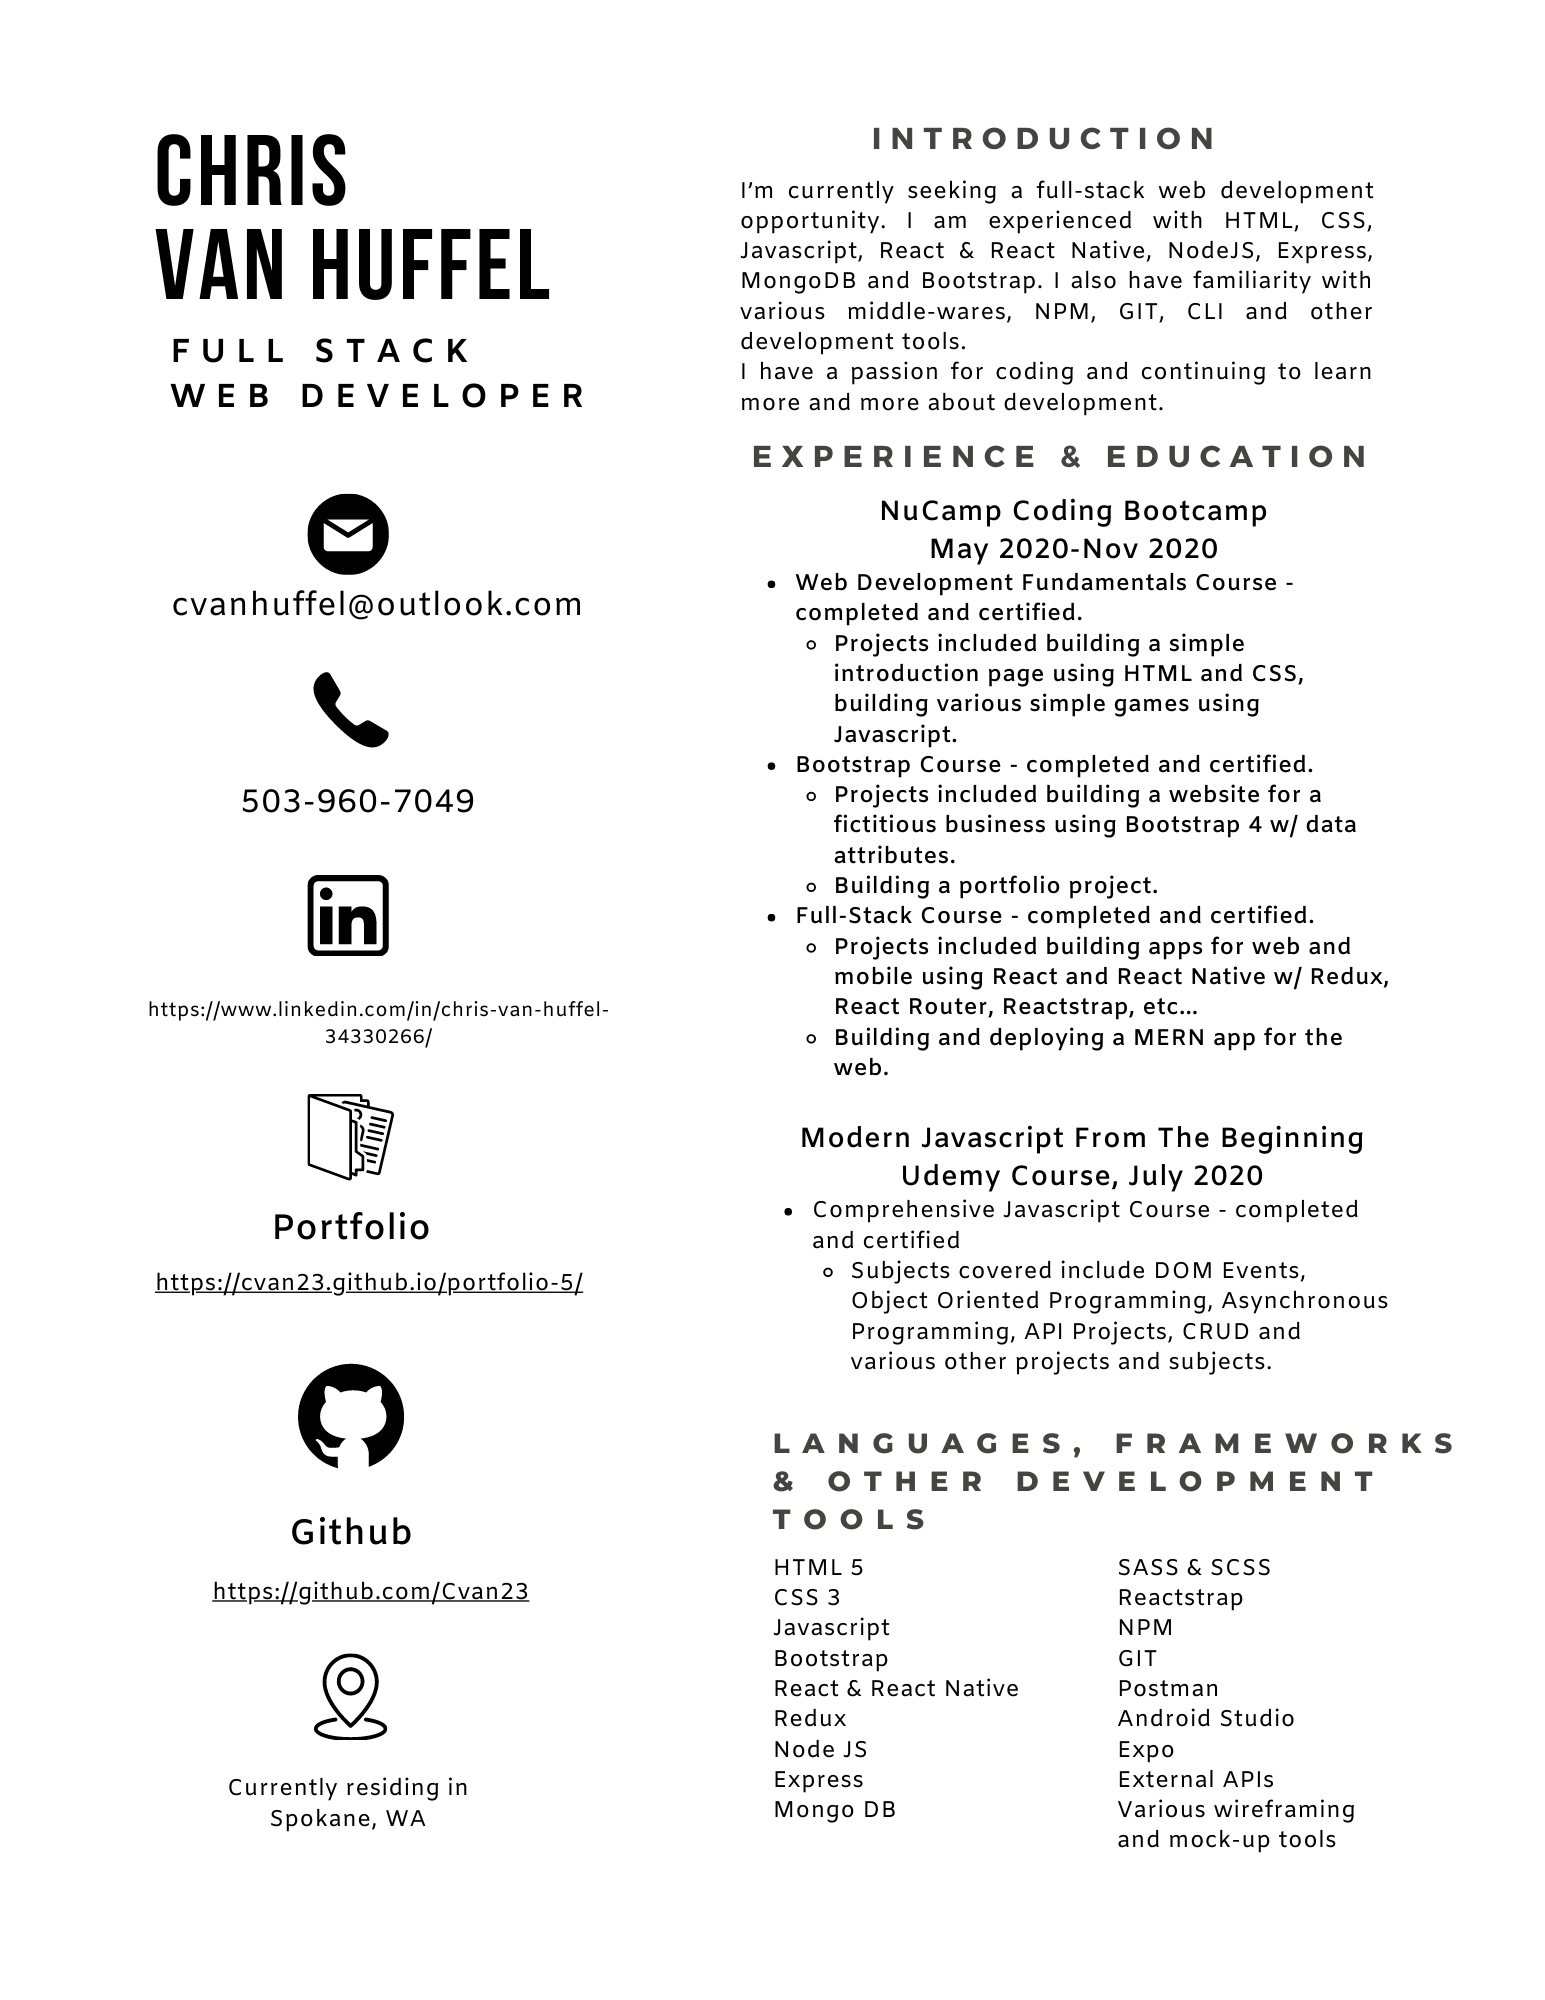 CHRIS
VAN HUFFEL
FULL STACK
WEB DEVELOPER
cvanhuffel@outlook.com
503-960-7049
in
https://www.linkedin.com/in/chris-van-huffel-
34330266/
Portfolio
https://cvan23.github.io/portfolio-5/
Github
https://github.com/Cvan23
Currently residing in
Spokane, WA
INTRODUCTION
I’m currently seeking a full-stack web development
opportunity. I am experienced with HTML, CSS,
Javascript, React & React Native, NodeJS, Express,
MongoDB and Bootstrap. I also have familiarity with
various middle-wares, NPM, GIT, CLI and other
development tools.
I have a passion for coding and continuing to learn
more and more about development.
EXPERIENCE & EDUCATION
NuCamp Coding Bootcamp
May 2020-Nov 2020
• Web Development Fundamentals Course -
completed and certified.
◦ Projects included building a simple
introduction page using HTML and CSS,
building various simple games using
Javascript.
• Bootstrap Course - completed and certified.
◦ Projects included building a website for a
fictitious business using Bootstrap 4 w/ data
attributes.
◦ Building a portfolio project.
• Full-Stack Course - completed and certified.
◦ Projects included building apps for web and
mobile using React and React Native w/ Redux,
React Router, Reactstrap, etc...
◦ Building and deploying a MERN app for the
web.
Modern Javascript From The Beginning
Udemy Course, July 2020
• Comprehensive Javascript Course - completed
and certified
◦ Subjects covered include DOM Events,
Object Oriented Programming, Asynchronous
Programming, API Projects, CRUD and
various other projects and subjects.
LANGUAGES, FRAMEWORKS
& OTHER DEVELOPMENT
TOOLS
HTML 5
CSS 3
Javascript
Bootstrap
React & React Native
Redux
Node JS
Express
Mongo DB
SASS & SCSS
Reactstrap
NPM
GIT
Postman
Android Studio
Expo
External APIs
Various wireframing
and mock-up tools